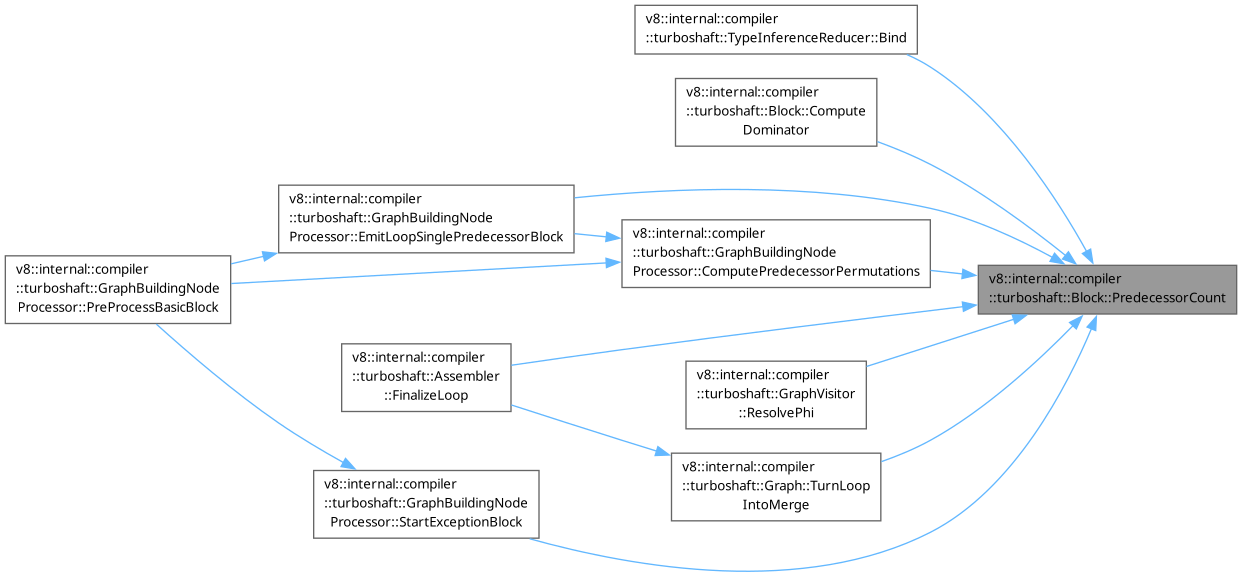 v8::internal::compiler
::turboshaft::TypeInferenceReducer::Bind
v8::internal::compiler
::turboshaft::Block::Compute
Dominator
v8::internal::compiler
::turboshaft::GraphBuildingNode
Processor::EmitLoopSinglePredecessorBlock
v8::internal::compiler
::turboshaft::GraphBuildingNode
Processor::ComputePredecessorPermutations
v8::internal::compiler
::turboshaft::GraphBuildingNode
Processor::PreProcessBasicBlock
v8::internal::compiler
::turboshaft::Block::PredecessorCount
v8::internal::compiler
::turboshaft::Assembler
::FinalizeLoop
v8::internal::compiler
::turboshaft::GraphVisitor
::ResolvePhi
v8::internal::compiler
::turboshaft::Graph::TurnLoop
IntoMerge
v8::internal::compiler
::turboshaft::GraphBuildingNode
Processor::StartExceptionBlock